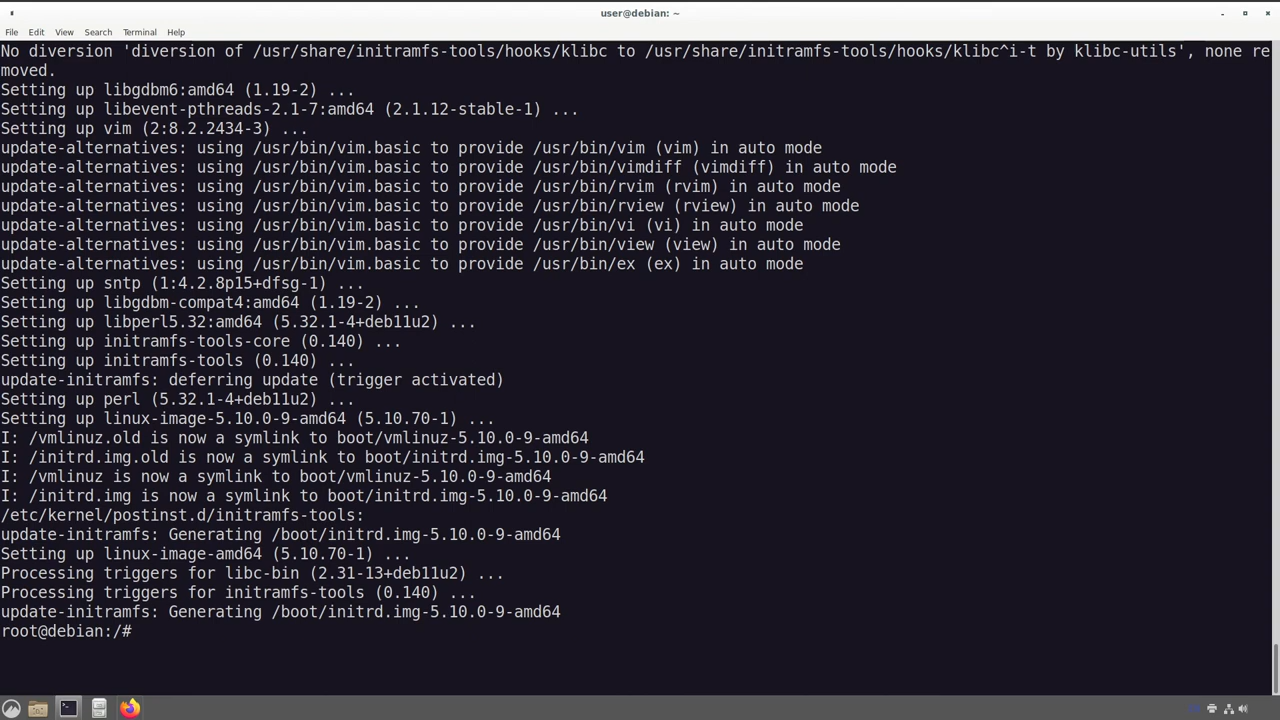 user@debian: ~
File Edit View Search Terminal Help
No diversion 'diversion of /usr/share/initramfs-tools/hooks/klibc to /usr/share/initramfs-tools/hooks/klibc^i-t by klibc-utils', none re
moved.
Setting up libgdbm6:amd64 (1.19-2) ...
Setting up libevent-pthreads-2.1-7:amd64 (2.1.12-stable-1) ...
Setting up vim (2:8.2.2434-3) ...
update-alternatives: using /usr/bin/vim.basic to provide /usr/bin/vim (vim) in auto mode
update-alternatives: using /usr/bin/vim.basic to provide /usr/bin/vimdiff (vimdiff) in auto mode
update-alternatives: using /usr/bin/vim.basic to provide /usr/bin/rvim (rvim) in auto mode
update-alternatives: using /usr/bin/vim.basic to provide /usr/bin/rview (rview) in auto mode
update-alternatives: using /usr/bin/vim.basic to provide /usr/bin/vi (vi) in auto mode
update-alternatives: using /usr/bin/vim.basic to provide /usr/bin/view (view) in auto mode
update-alternatives: using /usr/bin/vim.basic to provide /usr/bin/ex (ex) in auto mode
Setting up sntp (1:4.2.8p15+dfsg-1) ...
Setting up libgdbm-compat4:amd64 (1.19-2) ...
Setting up libperl5.32:amd64 (5.32.1-4+deb11u2) ...
Setting up initramfs-tools-core (0.140) ...
Setting up initramfs-tools (0.140) ...
update-initramfs: deferring update (trigger activated)
Setting up perl (5.32.1-4+deb11u2) ...
Setting up linux-image-5.10.0-9-amd64 (5.10.70-1) ...
I: /vmlinuz.old is now a symlink to boot/vmlinuz-5.10.0-9-amd64
I: /initrd.img.old is now a symlink to boot/initrd.img-5.10.0-9-amd64
I: /vmlinuz is now a symlink to boot/vmlinuz-5.10.0-9-amd64
I: /initrd.img is now a symlink to boot/initrd.img-5.10.0-9-amd64
/etc/kernel/postinst.d/initramfs-tools:
update-initramfs: Generating /boot/initrd.img-5.10.0-9-amd64
Setting up linux-image-amd64 (5.10.70-1) ...
Processing triggers for libc-bin (2.31-13+deb11u2) ...
Processing triggers for initramfs-tools (0.140) ...
update-initramfs: Generating /boot/initrd.img-5.10.0-9-amd64
root@debian:/#